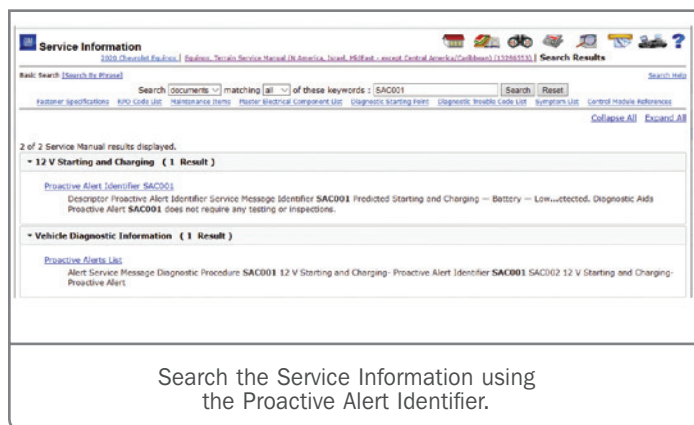 Service Information
2020 Chevrolet Equinox | Equinox, Terrain Service Manual (N America, Israel, MidEast - except Central America/Caribbean) (13286353) | Search Results
Basic Search [Search By Phrase] Search Help
Search documents matching all of these keywords : SAC001 Search Reset
Fastener Specifications RPO Code List Maintenance Items Master Electrical Component List Diagnostic Starting Point Diagnostic Trouble Code List Symptom List Control Module References
Collapse All Expand All
2 of 2 Service Manual results displayed.
12 V Starting and Charging ( 1 Result )
Proactive Alert Identifier SAC001
Descriptor Proactive Alert Identifier Service Message Identifier SAC001 Predicted Starting and Charging — Battery — Low...etected. Diagnostic Aids
Proactive Alert SAC001 does not require any testing or inspections.
Vehicle Diagnostic Information ( 1 Result )
Proactive Alerts List
Alert Service Message Diagnostic Procedure SAC001 12 V Starting and Charging- Proactive Alert Identifier SAC001 SAC002 12 V Starting and Charging-
Proactive Alert
Search the Service Information using
the Proactive Alert Identifier.